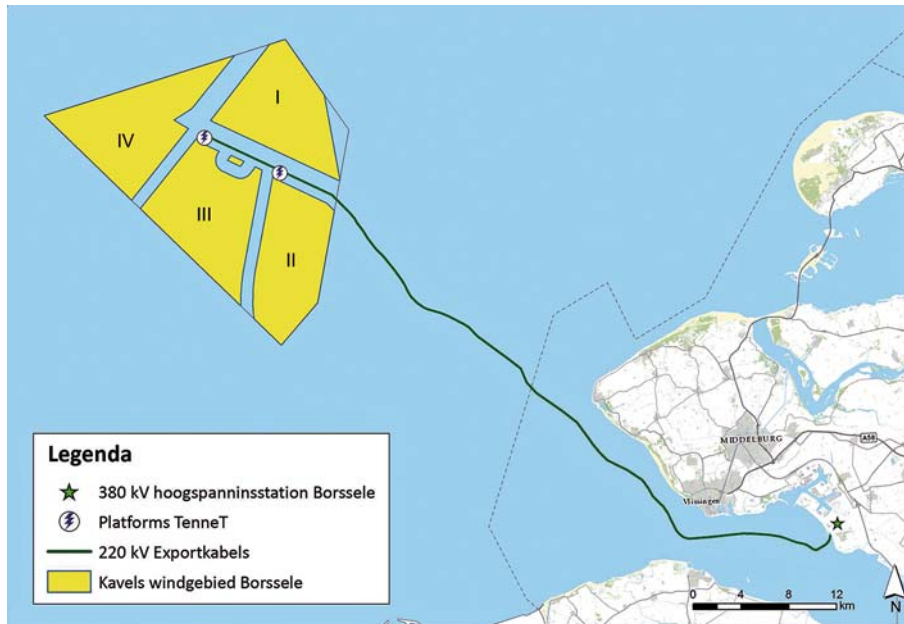 I
IV
III
II
MIDDELBURG
A58
Vlissingen
Legenda
380 kV hoogspanninsstation Borssele
Platforms TenneT
220 kV Exportkabels
Kavels windgebied Borssele
0 4 8 12
km
N